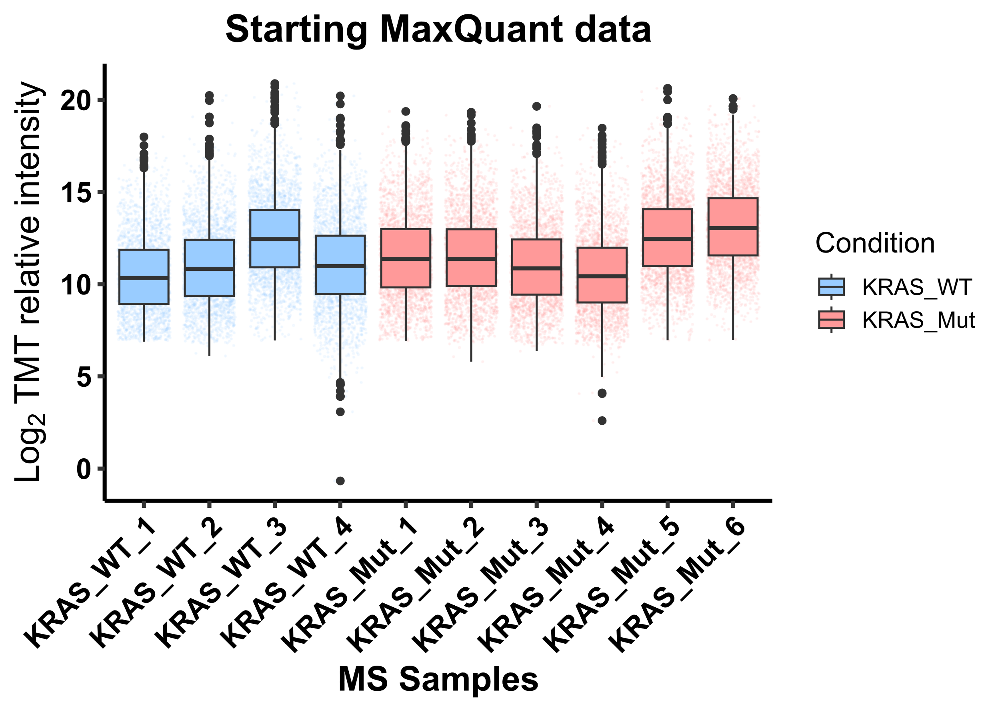 Starting MaxQuant data
Log₂ TMT relative intensity
20
15
10
5
0
KRAS_WT_1
KRAS_WT_2
KRAS_WT_3
KRAS_WT_4
KRAS_Mut_1
KRAS_Mut_2
KRAS_Mut_3
KRAS_Mut_4
KRAS_Mut_5
KRAS_Mut_6
MS Samples
Condition
KRAS_WT
KRAS_Mut